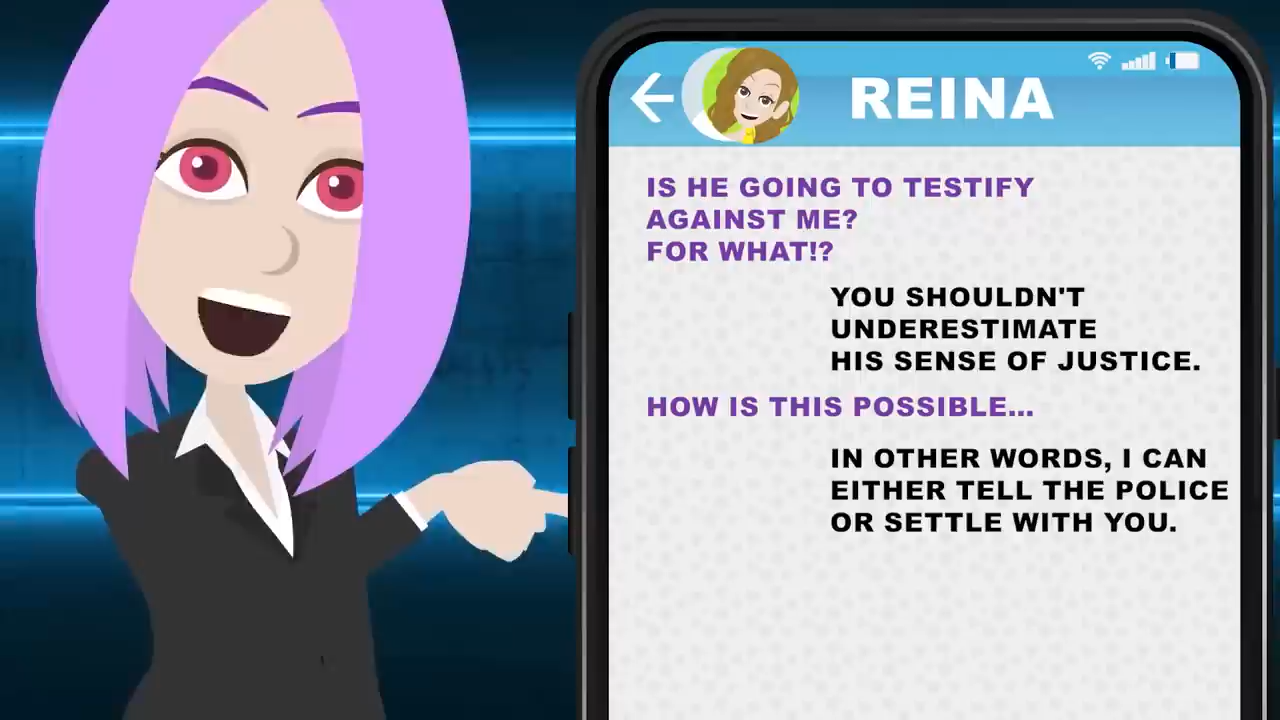 REINA
IS HE GOING TO TESTIFY
AGAINST ME?
FOR WHAT!?
YOU SHOULDN'T
UNDERESTIMATE
HIS SENSE OF JUSTICE.
HOW IS THIS POSSIBLE...
IN OTHER WORDS, I CAN
EITHER TELL THE POLICE
OR SETTLE WITH YOU.